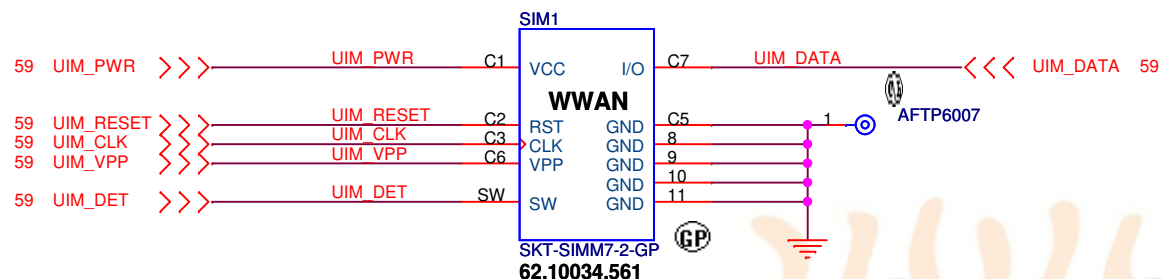 SIM1
59 UIM_PWR UIM_PWR C1 VCC I/O C7 UIM_DATA UIM_DATA 59
WWAN
AFTP6007
59 UIM_RESET UIM_RESET C2 RST GND C5 1
59 UIM_CLK UIM_CLK C3 CLK GND 8
59 UIM_VPP UIM_VPP C6 VPP GND 9
GND 10
59 UIM_DET UIM_DET SW SW GND 11
GP
SKT-SIMM7-2-GP
62.10034.561